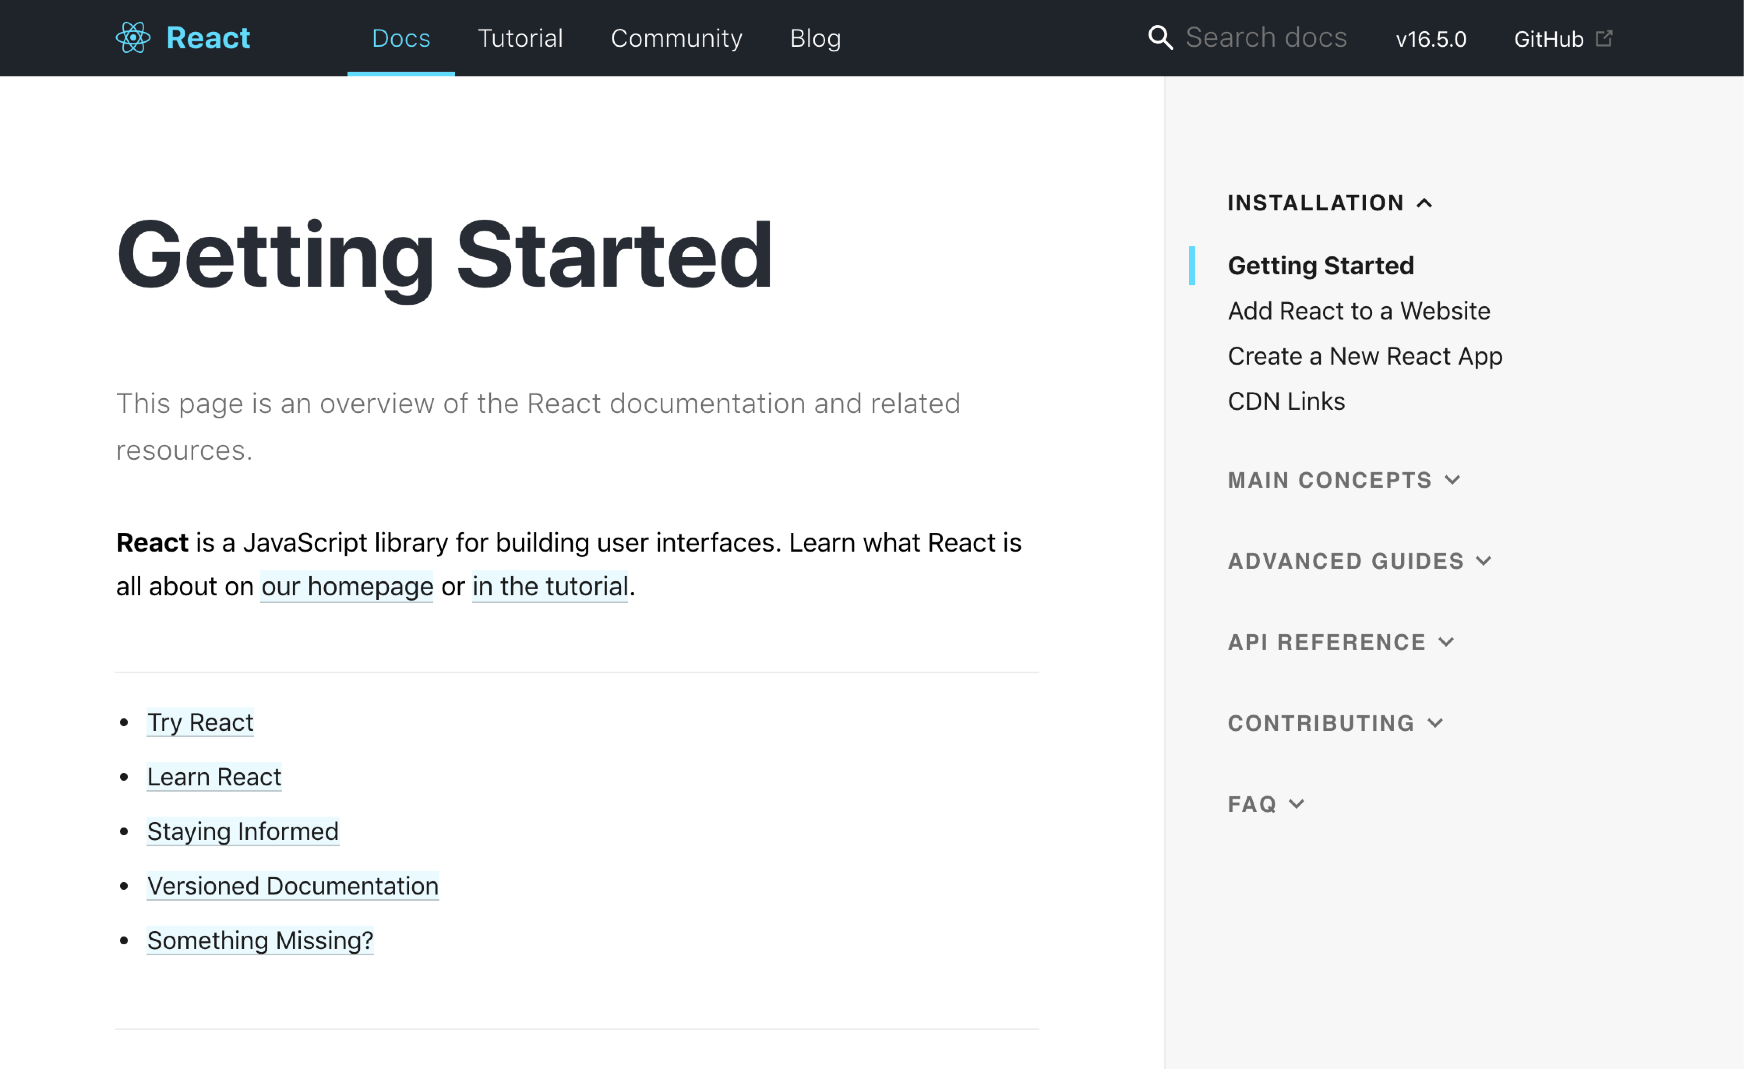 React Docs Tutorial Community Blog Search docs v16.5.0 GitHub
Getting Started
This page is an overview of the React documentation and related
resources.
React is a JavaScript library for building user interfaces. Learn what React is
all about on our homepage or in the tutorial.
Try React
Learn React
Staying Informed
Versioned Documentation
Something Missing?
INSTALLATION
Getting Started
Add React to a Website
Create a New React App
CDN Links
MAIN CONCEPTS
ADVANCED GUIDES
API REFERENCE
CONTRIBUTING
FAQ